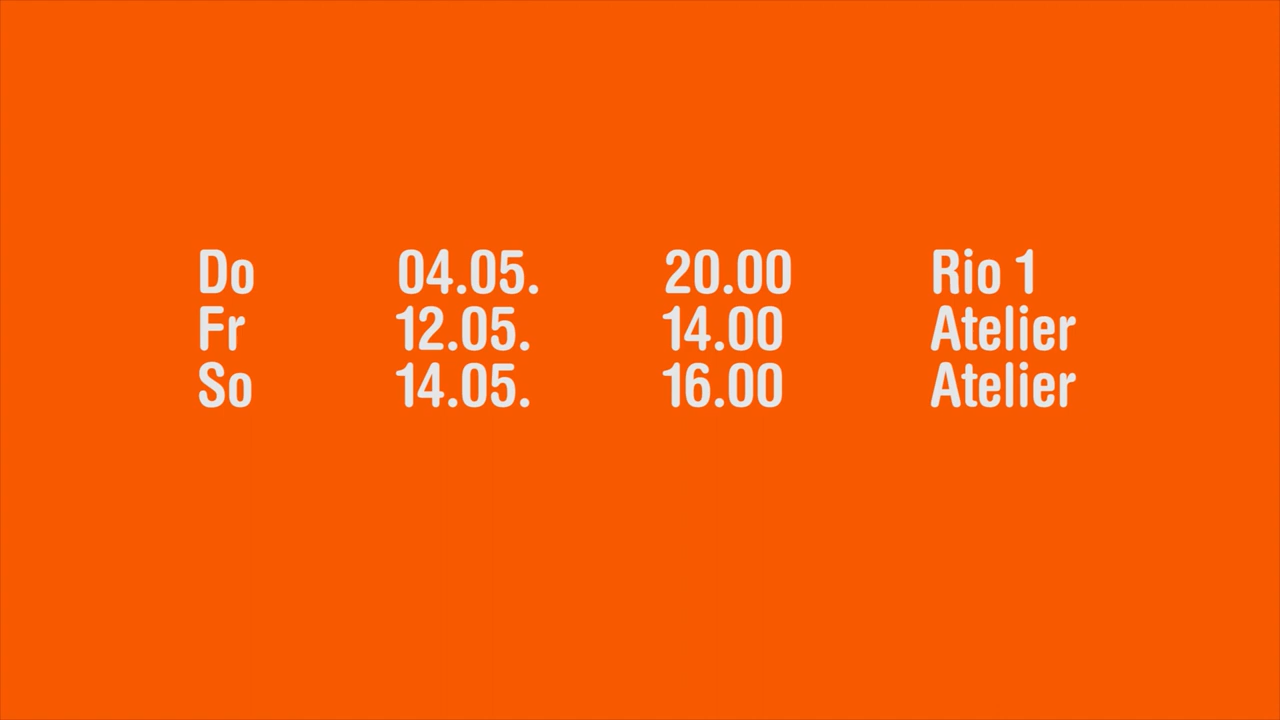 Do 04.05. 20.00 Rio 1
Fr 12.05. 14.00 Atelier
So 14.05. 16.00 Atelier